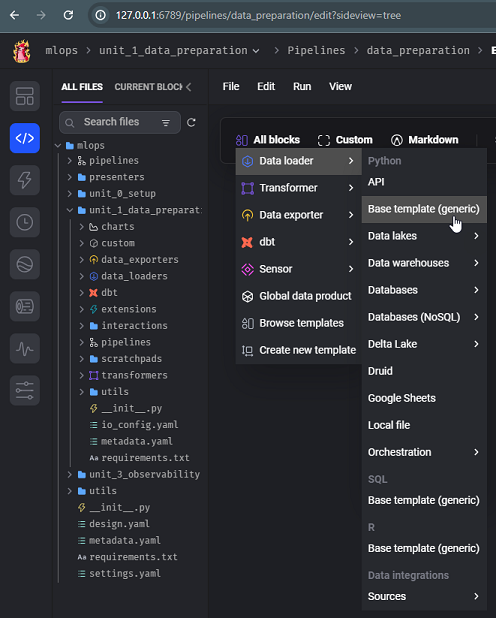 127.0.0.1:6789/pipelines/data_preparation/edit?sideview=tree
mlops > unit_1_data_preparation > Pipelines > data_preparation >
ALL FILES CURRENT BLOCK
File Edit Run View
Search files
All blocks Custom Markdown
mlops
pipelines
presenters
unit_0_setup
unit_1_data_preparati
charts
custom
data_exporters
data_loaders
dbt
extensions
interactions
pipelines
scratchpads
transformers
utils
__init__.py
io_config.yaml
metadata.yaml
requirements.txt
unit_3_observability
utils
__init__.py
design.yaml
metadata.yaml
requirements.txt
settings.yaml
Data loader
Transformer
Data exporter
dbt
Sensor
Global data product
Browse templates
Create new template
Python
API
Base template (generic)
Data lakes
Data warehouses
Databases
Databases (NoSQL)
Delta Lake
Druid
Google Sheets
Local file
Orchestration
SQL
Base template (generic)
R
Base template (generic)
Data integrations
Sources